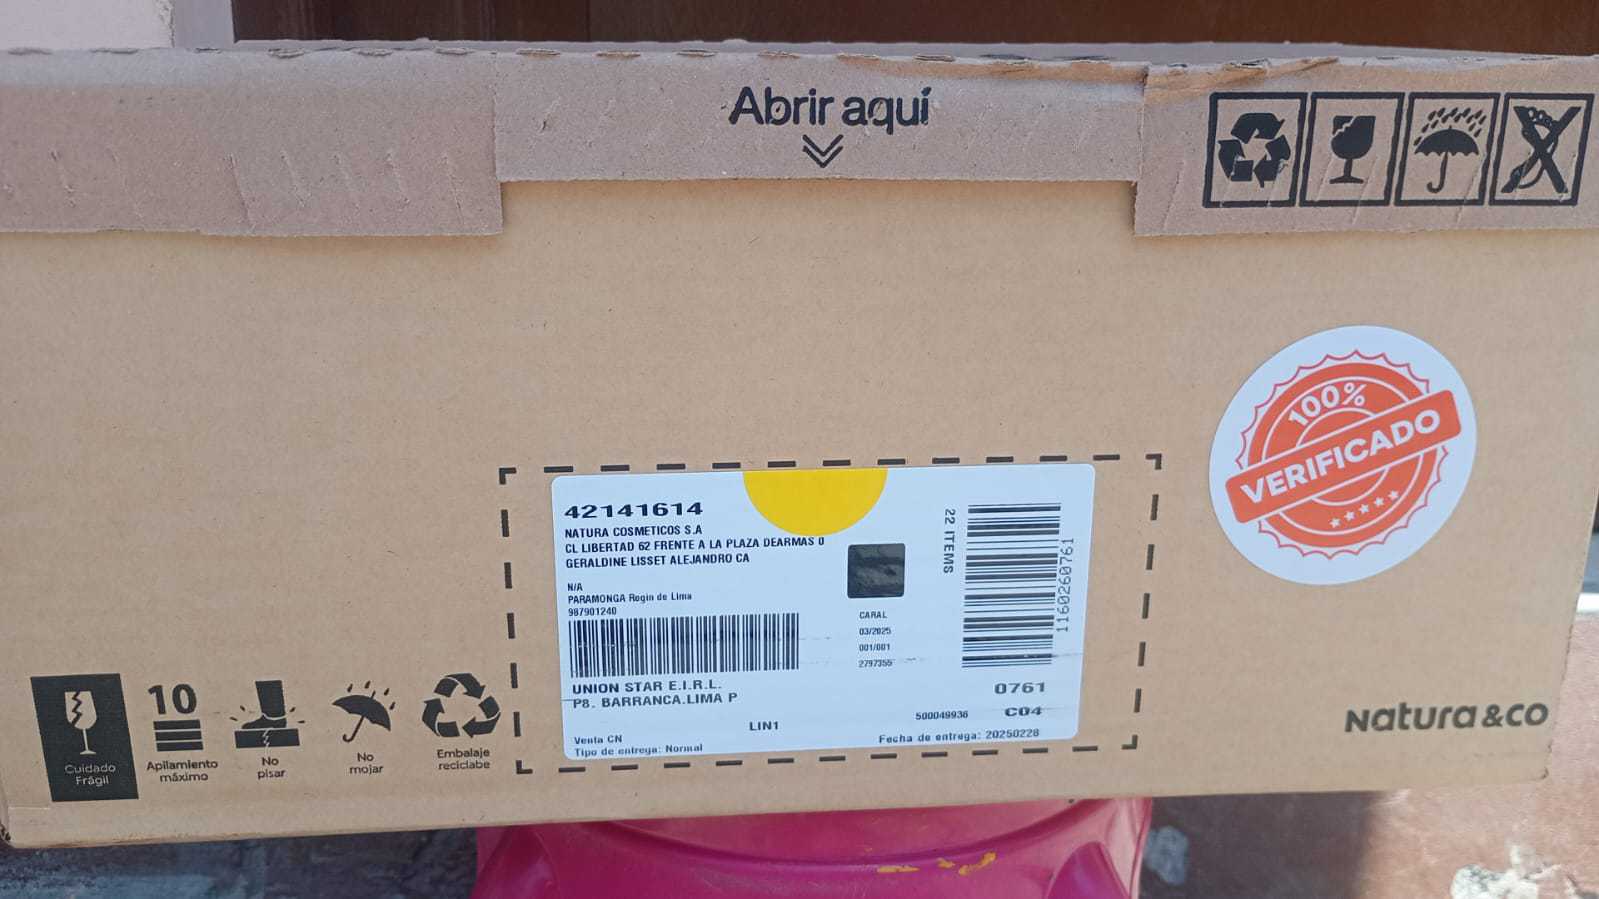 Abrir aquí
100%
VERIFICADO
42141614
NATURA COSMETICOS S.A
CL LIBERTAD 62 FRENTE A LA PLAZA DEARMAS 0
GERALDINE LISSET ALEJANDRO CA
N/A
PARAMONGA Rogin de Lima
987901240
CARAL
03/2025
001/001
2797355
22 ITEMS
1160260761
UNION STAR E.I.R.L.
P8. BARRANCA.LIMA P
0761
C04
500049936
LIN1
Venta CN
Tipo de entrega: Normal
Fecha de entrega: 20250228
Cuidado
Frágil
10
Apilamiento
máximo
No
pisar
No
mojar
Embalaje
reciclabe
Natura &co